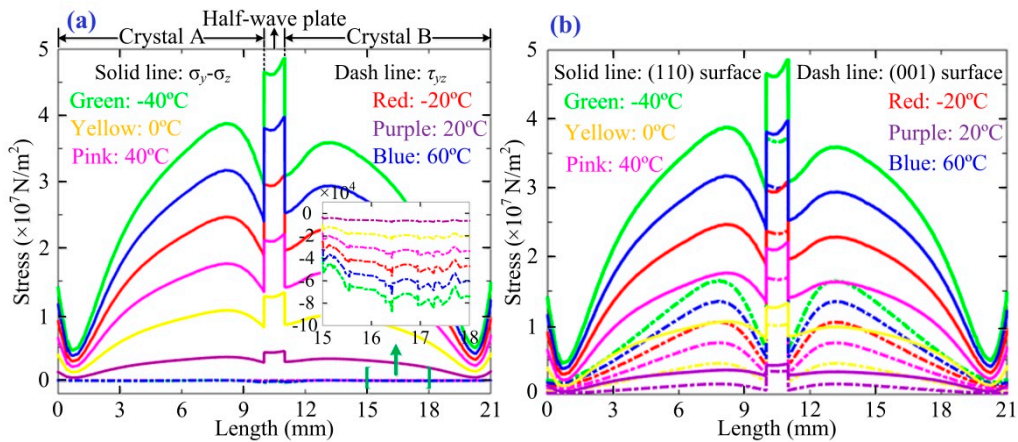 (a)
Half-wave plate
Crystal A
Crystal B
Solid line: σy-σz
Dash line: τyz
Green: -40ºC
Red: -20ºC
Yellow: 0ºC
Purple: 20ºC
Pink: 40ºC
Blue: 60ºC
Stress (×10⁷ N/m²)
5
4
3
2
1
0
×10⁴
0
-2
-4
-6
-8
-10
15 16 17 18
0 3 6 9 12 15 18 21
Length (mm)
(b)
Solid line: (110) surface
Dash line: (001) surface
Green: -40ºC
Red: -20ºC
Yellow: 0ºC
Purple: 20ºC
Pink: 40ºC
Blue: 60ºC
Stress (×10⁷ N/m²)
5
4
3
2
1
0
0 3 6 9 12 15 18 21
Length (mm)